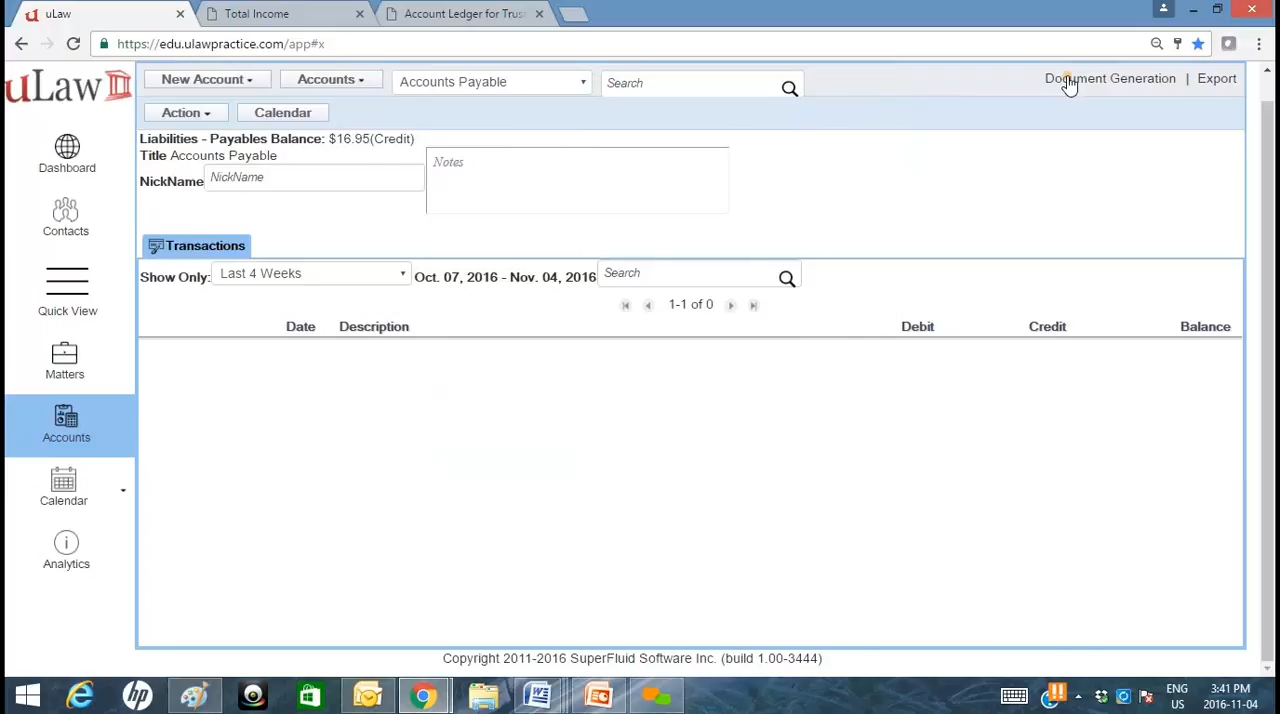 uLaw
Total Income
Account Ledger for Trus
https://edu.ulawpractice.com/app#x
uLaw
New Account
Accounts
Accounts Payable
Search
Document Generation | Export
Action
Calendar
Liabilities - Payables Balance: $16.95(Credit)
Title Accounts Payable
NickName
NickName
Notes
Dashboard
Contacts
Quick View
Matters
Accounts
Calendar
Analytics
Transactions
Show Only: Last 4 Weeks Oct. 07, 2016 - Nov. 04, 2016 Search
1-1 of 0
Date Description Debit Credit Balance
Copyright 2011-2016 SuperFluid Software Inc. (build 1.00-3444)
ENG
US
3:41 PM
2016-11-04